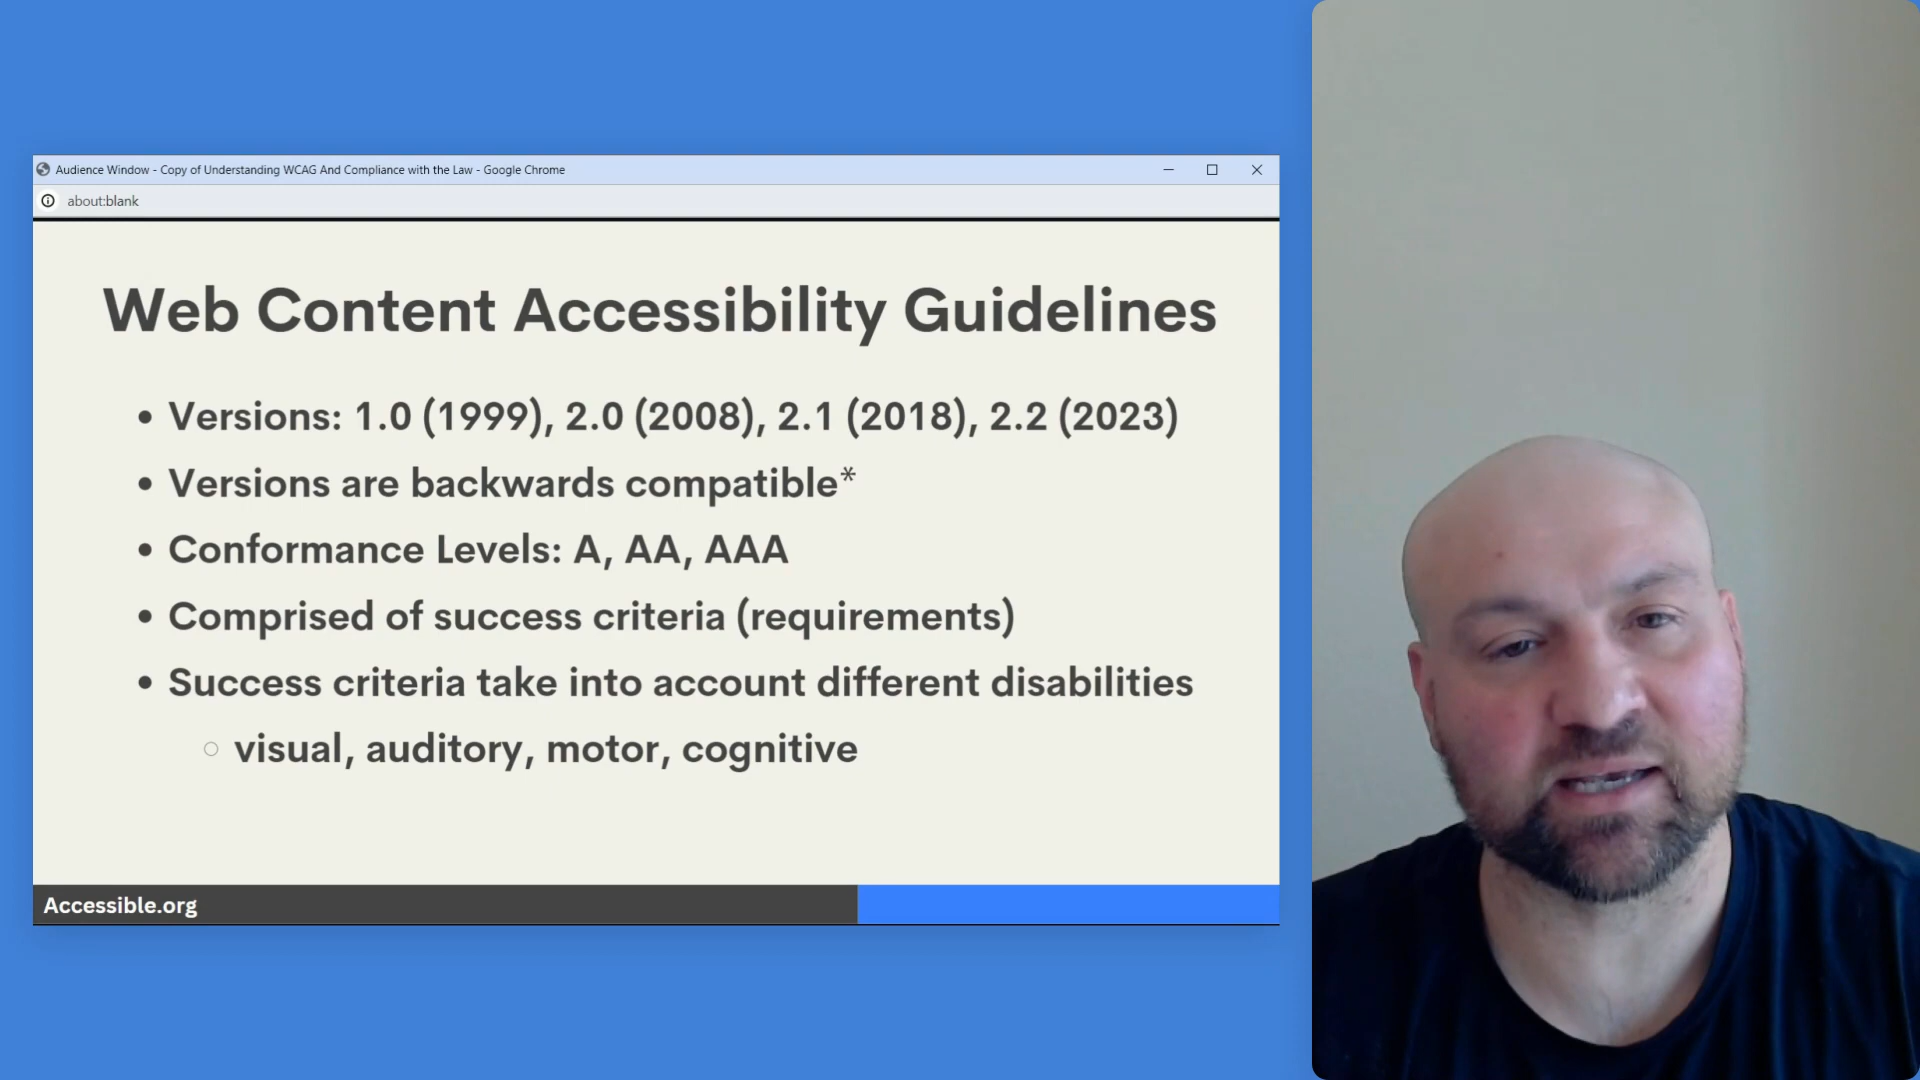 Audience Window - Copy of Understanding WCAG And Compliance with the Law - Google Chrome
about:blank
Web Content Accessibility Guidelines
• Versions: 1.0 (1999), 2.0 (2008), 2.1 (2018), 2.2 (2023)
• Versions are backwards compatible*
• Conformance Levels: A, AA, AAA
• Comprised of success criteria (requirements)
• Success criteria take into account different disabilities
○ visual, auditory, motor, cognitive
Accessible.org